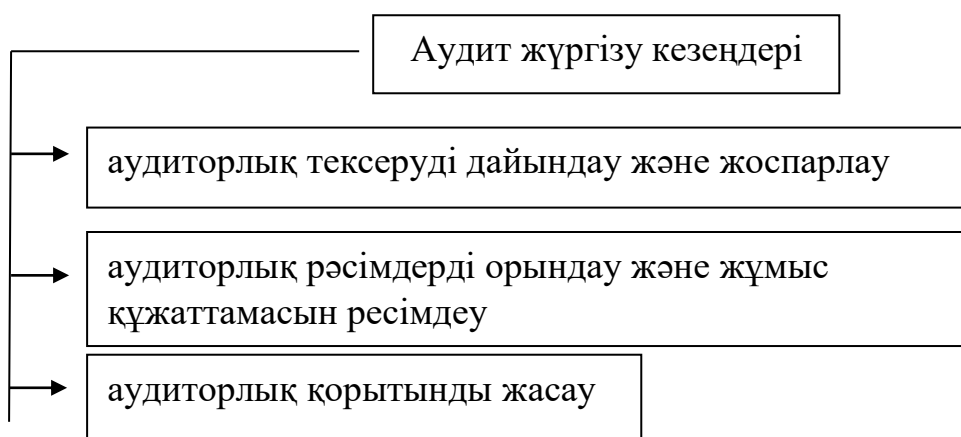 Аудит жүргізу кезеңдері
аудиторлық тексеруді дайындау және жоспарлау
аудиторлық рәсімдерді орындау және жұмыс
құжаттамасын ресімдеу
аудиторлық қорытынды жасау